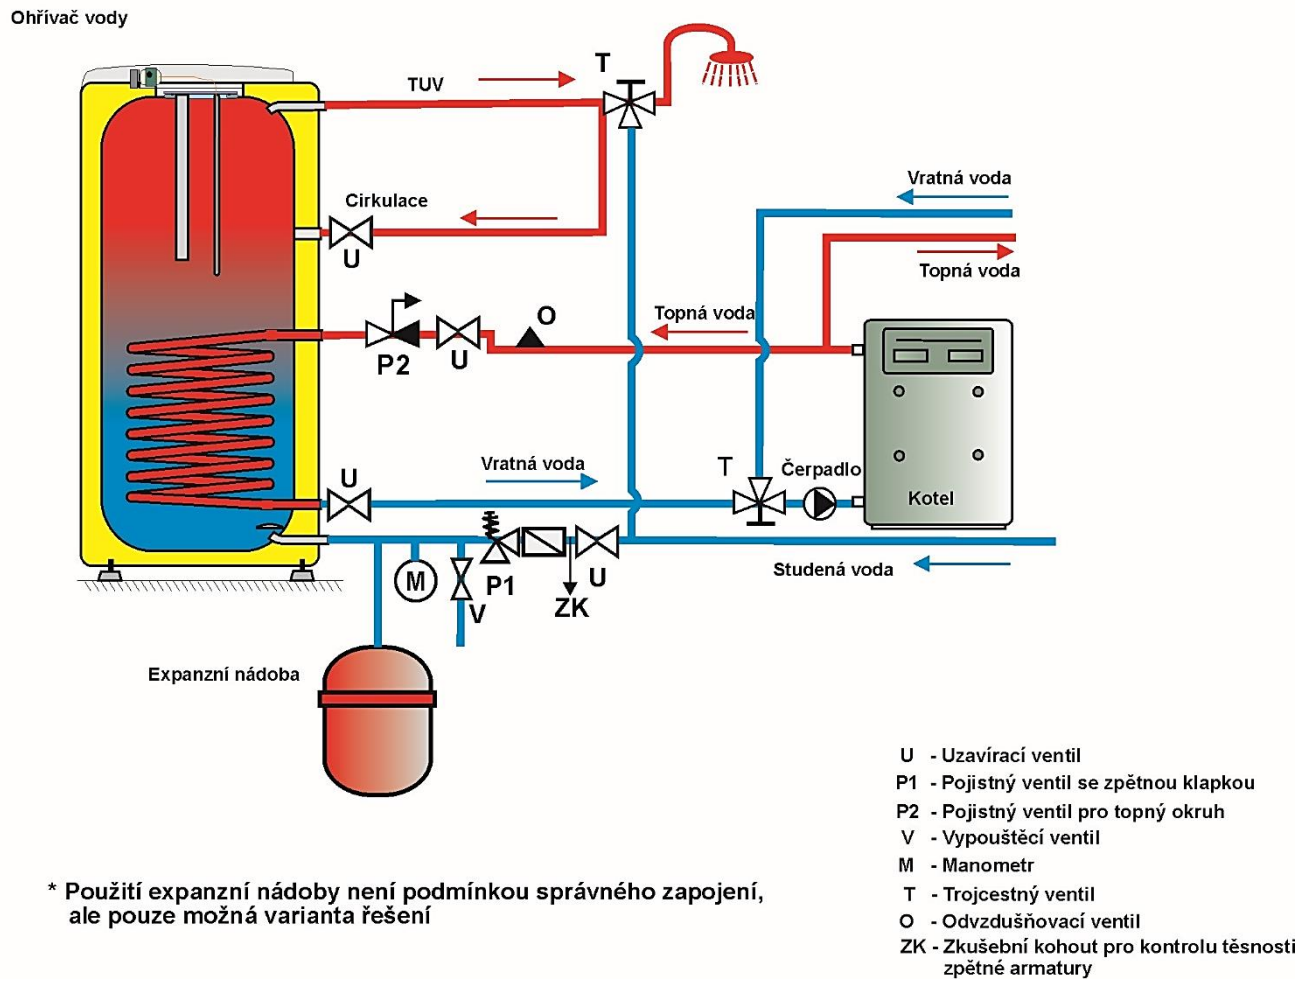 Ohřívač vody
TUV
T
Cirkulace
U
Vratná voda
Topná voda
Topná voda
O
P2
U
U
Vratná voda
T
Čerpadlo
Kotel
M
V
P1
ZK
U
Studená voda
Expanzní nádoba
U - Uzavírací ventil
P1 - Pojistný ventil se zpětnou klapkou
P2 - Pojistný ventil pro topný okruh
V - Vypouštěcí ventil
M - Manometr
T - Trojcestný ventil
O - Odvzdušňovací ventil
ZK - Zkušební kohout pro kontrolu těsnosti
zpětné armatury
* Použití expanzní nádoby není podmínkou správného zapojení,
ale pouze možná varianta řešení